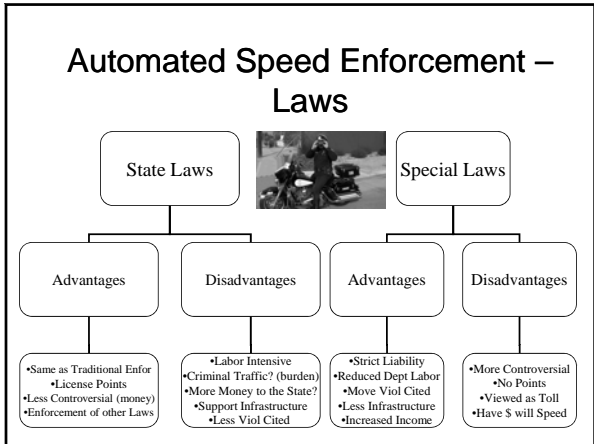 Automated Speed Enforcement –
Laws
State Laws
Special Laws
Advantages
Disadvantages
Advantages
Disadvantages
•Same as Traditional Enfor
•License Points
•Less Controversial (money)
•Enforcement of other Laws
•Labor Intensive
•Criminal Traffic? (burden)
•More Money to the State?
•Support Infrastructure
•Less Viol Cited
•Strict Liability
•Reduced Dept Labor
•Move Viol Cited
•Less Infrastructure
•Increased Income
•More Controversial
•No Points
•Viewed as Toll
•Have $ will Speed